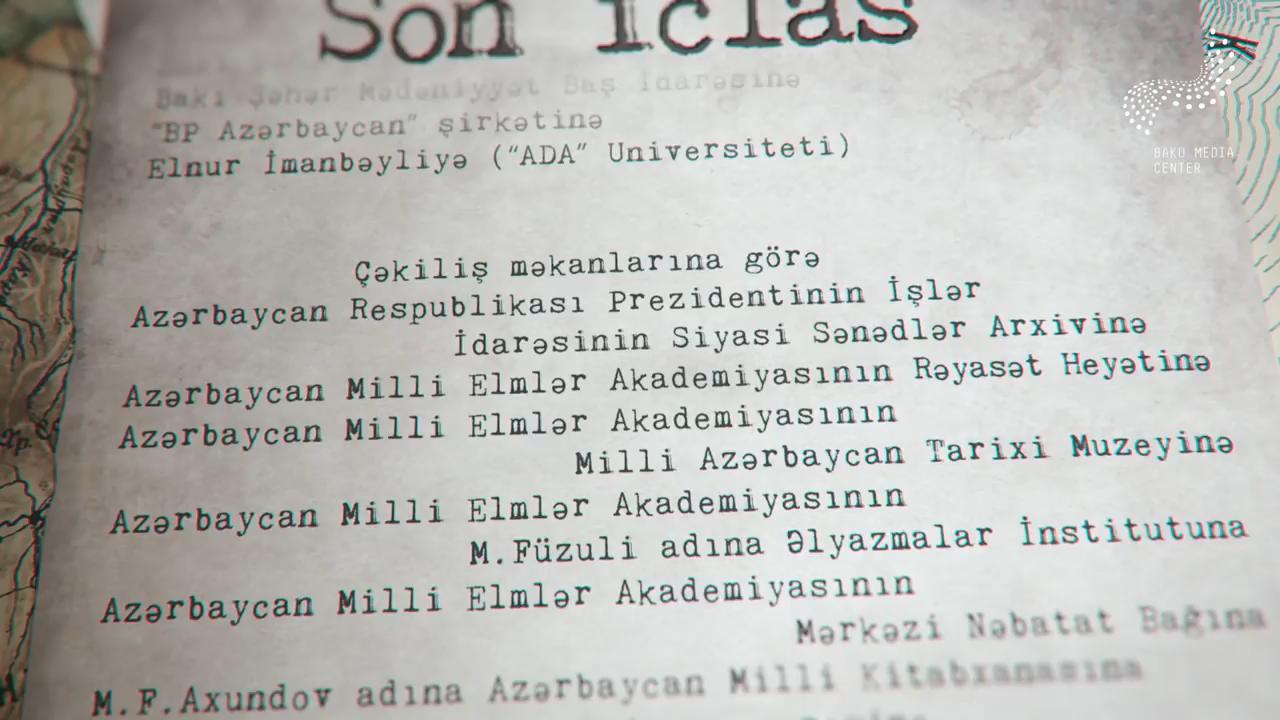 Son iclas
Bakı Şəhər Mədəniyyət Baş İdarəsinə
"BP Azərbaycan" şirkətinə
Elnur İmanbəyliyə ("ADA" Universiteti)
Çəkiliş məkanlarına görə
Azərbaycan Respublikası Prezidentinin İşlər
İdarəsinin Siyasi Sənədlər Arxivinə
Azərbaycan Milli Elmlər Akademiyasının Rəyasət Heyətinə
Azərbaycan Milli Elmlər Akademiyasının
Milli Azərbaycan Tarixi Muzeyinə
Azərbaycan Milli Elmlər Akademiyasının
M.Füzuli adına Əlyazmalar İnstitutuna
Azərbaycan Milli Elmlər Akademiyasının
Mərkəzi Nəbatat Bağına
M.F.Axundov adına Azərbaycan Milli Kitabxanasına
BAKU MEDIA
CENTER